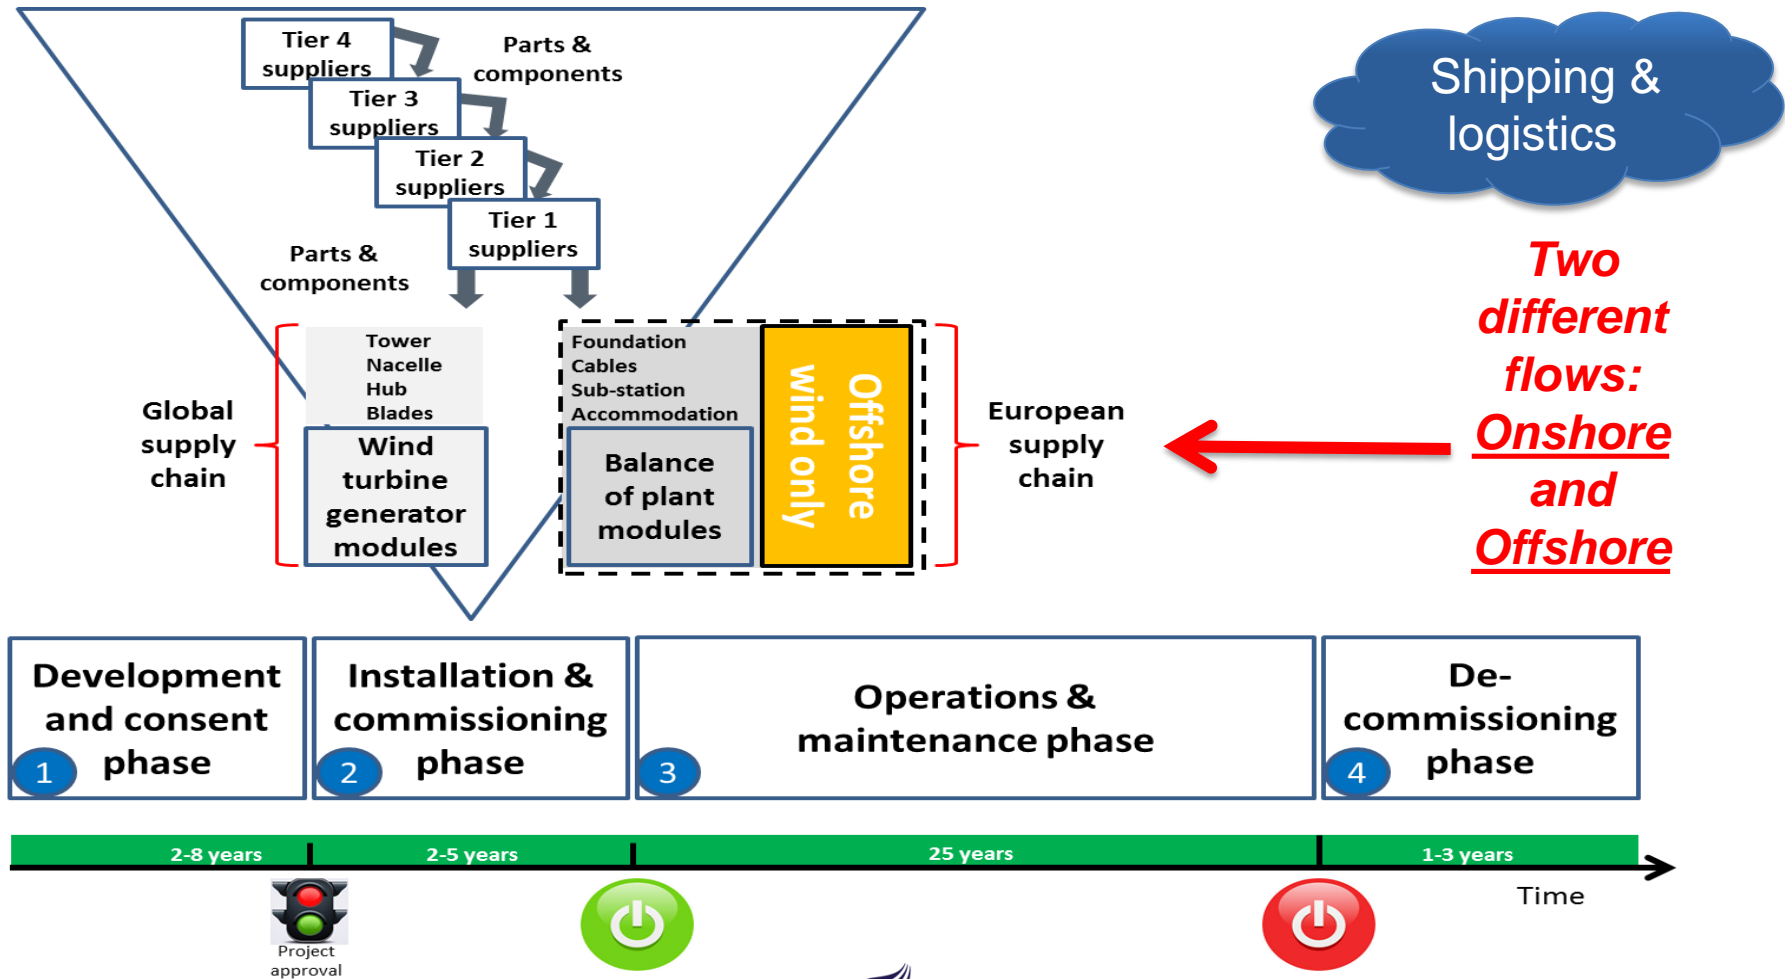 Tier 4
suppliers
Parts &
components
Tier 3
suppliers
Tier 2
suppliers
Tier 1
suppliers
Parts &
components
Shipping &
logistics
Two
different
flows:
Onshore
and
Offshore
Global
supply
chain
Tower
Nacelle
Hub
Blades
Wind
turbine
generator
modules
Foundation
Cables
Sub-station
Accommodation
Balance
of plant
modules
Offshore
wind only
European
supply
chain
Development
and consent
phase
1
Installation &
commissioning
phase
2
Operations &
maintenance phase
3
De-
commissioning
phase
4
2-8 years
2-5 years
25 years
1-3 years
Time
Project
approval